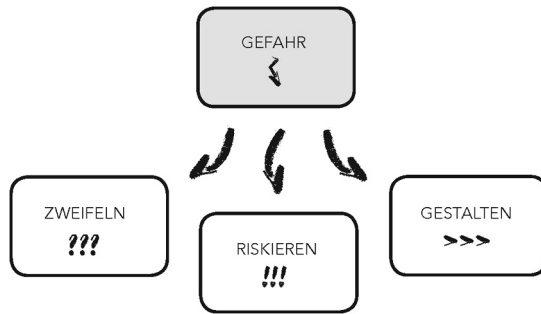 GEFAHR
ZWEIFELN
???
RISKIEREN
!!!
GESTALTEN
>>>